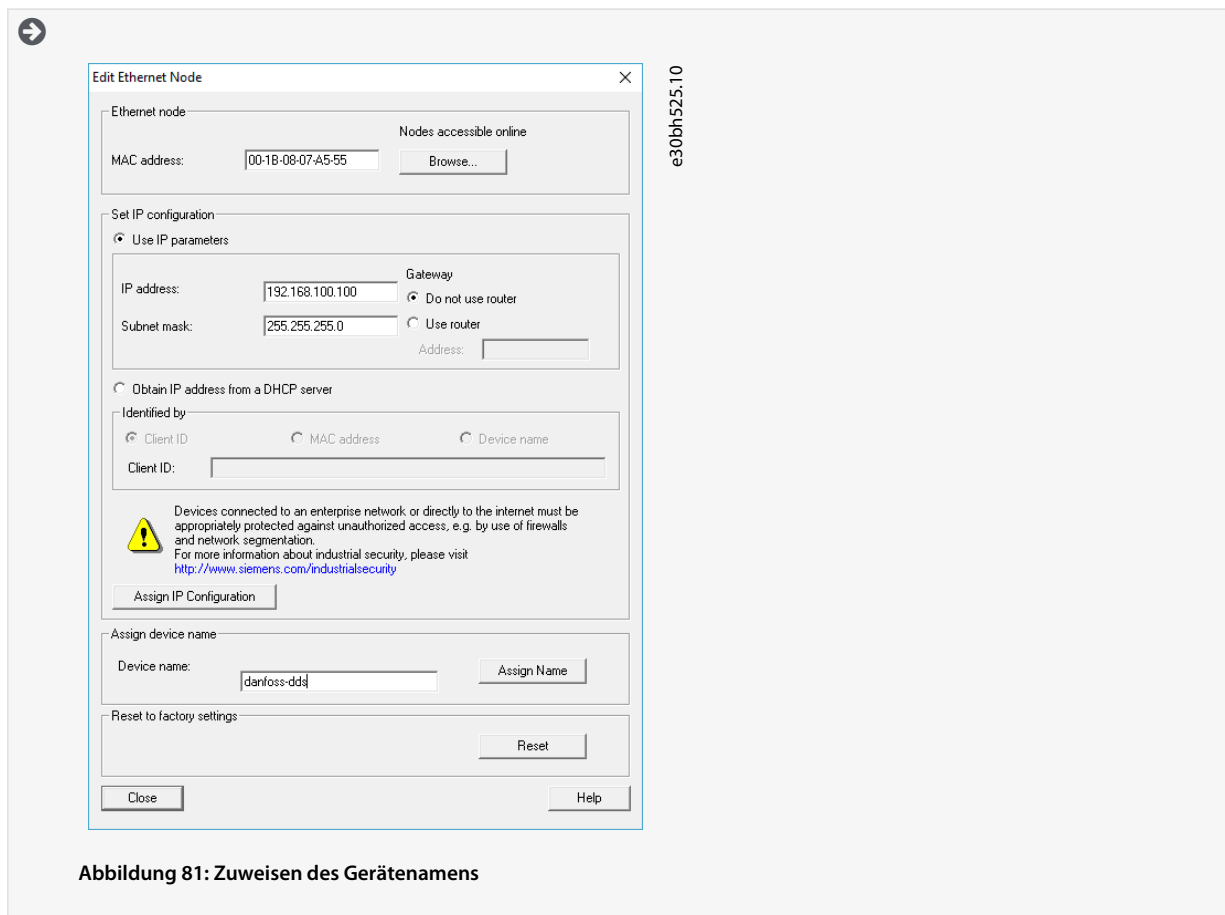 Edit Ethernet Node
e30bh525.10
Ethernet node
Nodes accessible online
MAC address:
00-1B-08-07-A5-55
Browse...
Set IP configuration
Use IP parameters
Gateway
IP address:
192.168.100.100
Do not use router
Subnet mask:
255.255.255.0
Use router
Address:
Obtain IP address from a DHCP server
Identified by
Client ID
MAC address
Device name
Client ID:
Devices connected to an enterprise network or directly to the internet must be
appropriately protected against unauthorized access, e.g. by use of firewalls
and network segmentation.
For more information about industrial security, please visit
http://www.siemens.com/industrialsecurity
Assign IP Configuration
Assign device name
Device name:
danfoss-dds
Assign Name
Reset to factory settings
Reset
Close
Help
Abbildung 81: Zuweisen des Gerätenamens